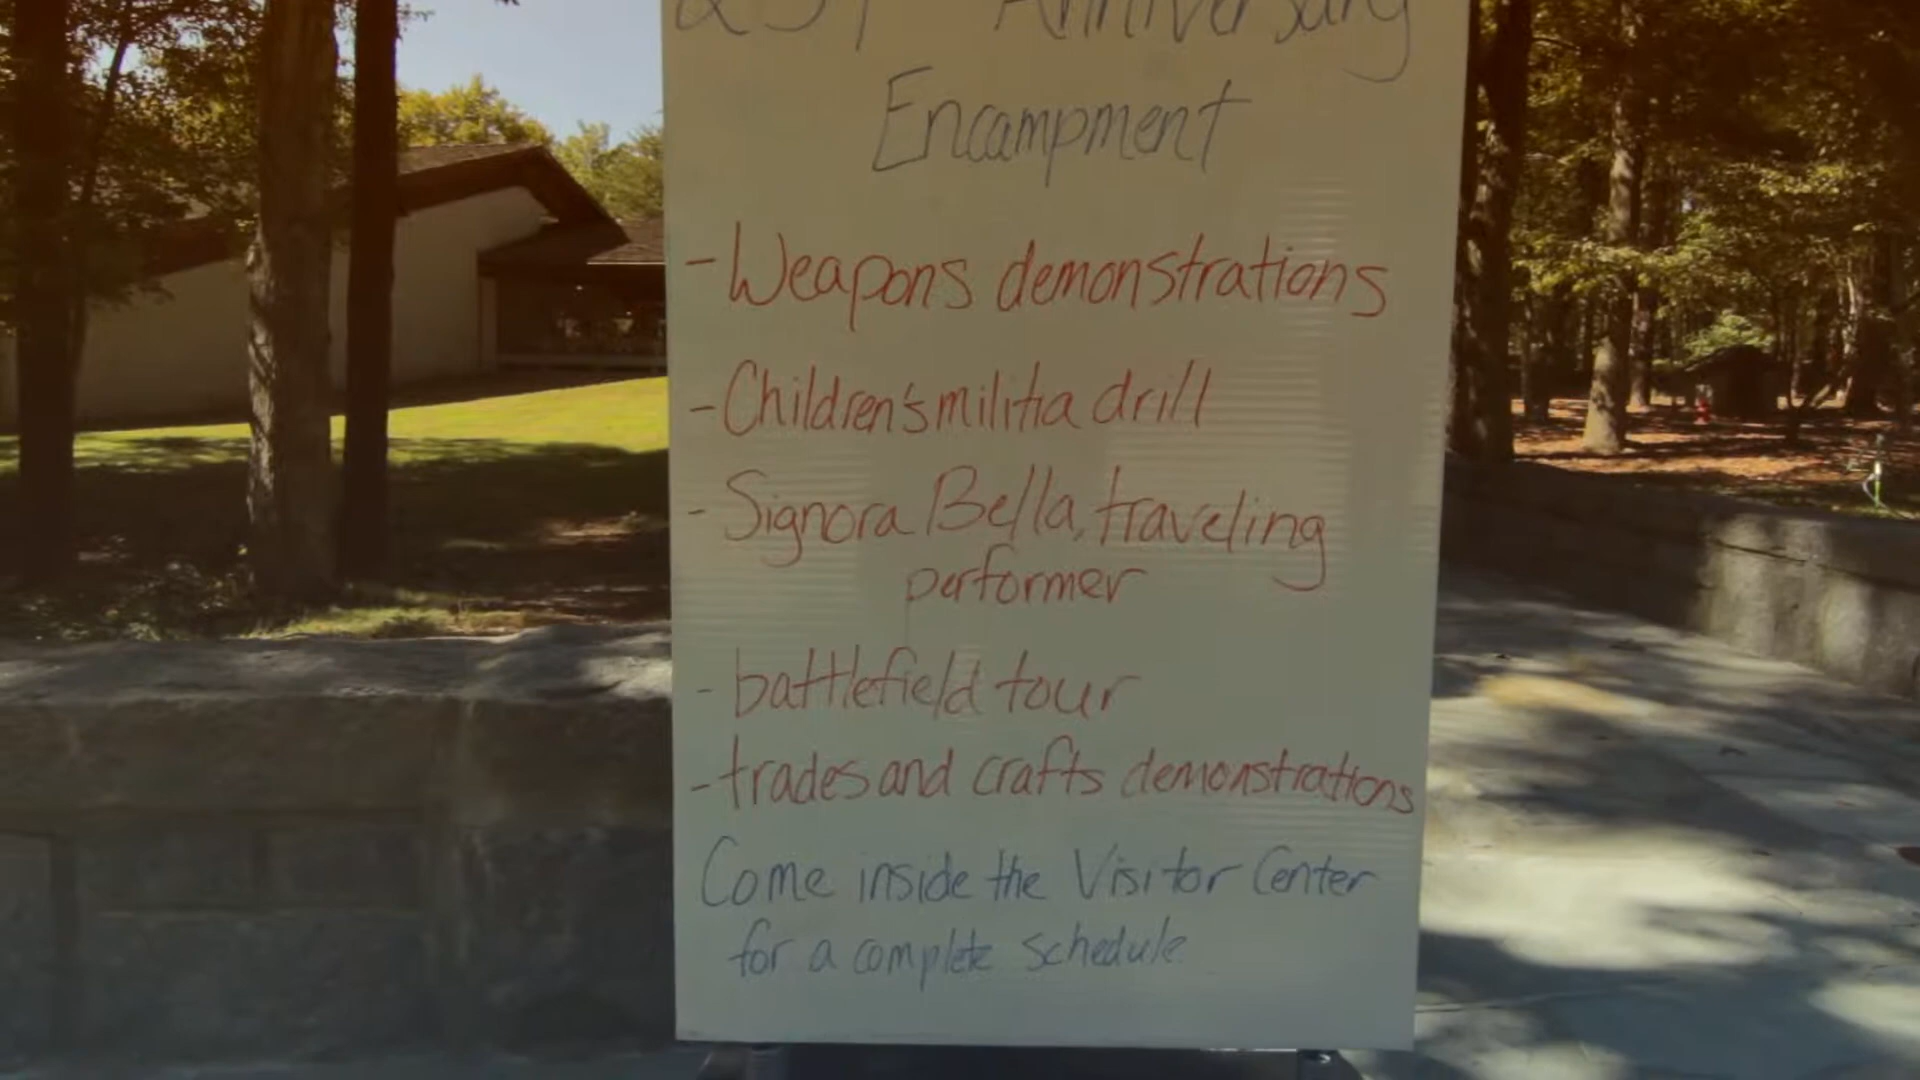 Anniversary
Encampment
- Weapons demonstrations
- Children's militia drill
- Signora Bella, traveling
performer
- battlefield tour
- trades and crafts demonstrations
Come inside the Visitor Center
for a complete schedule